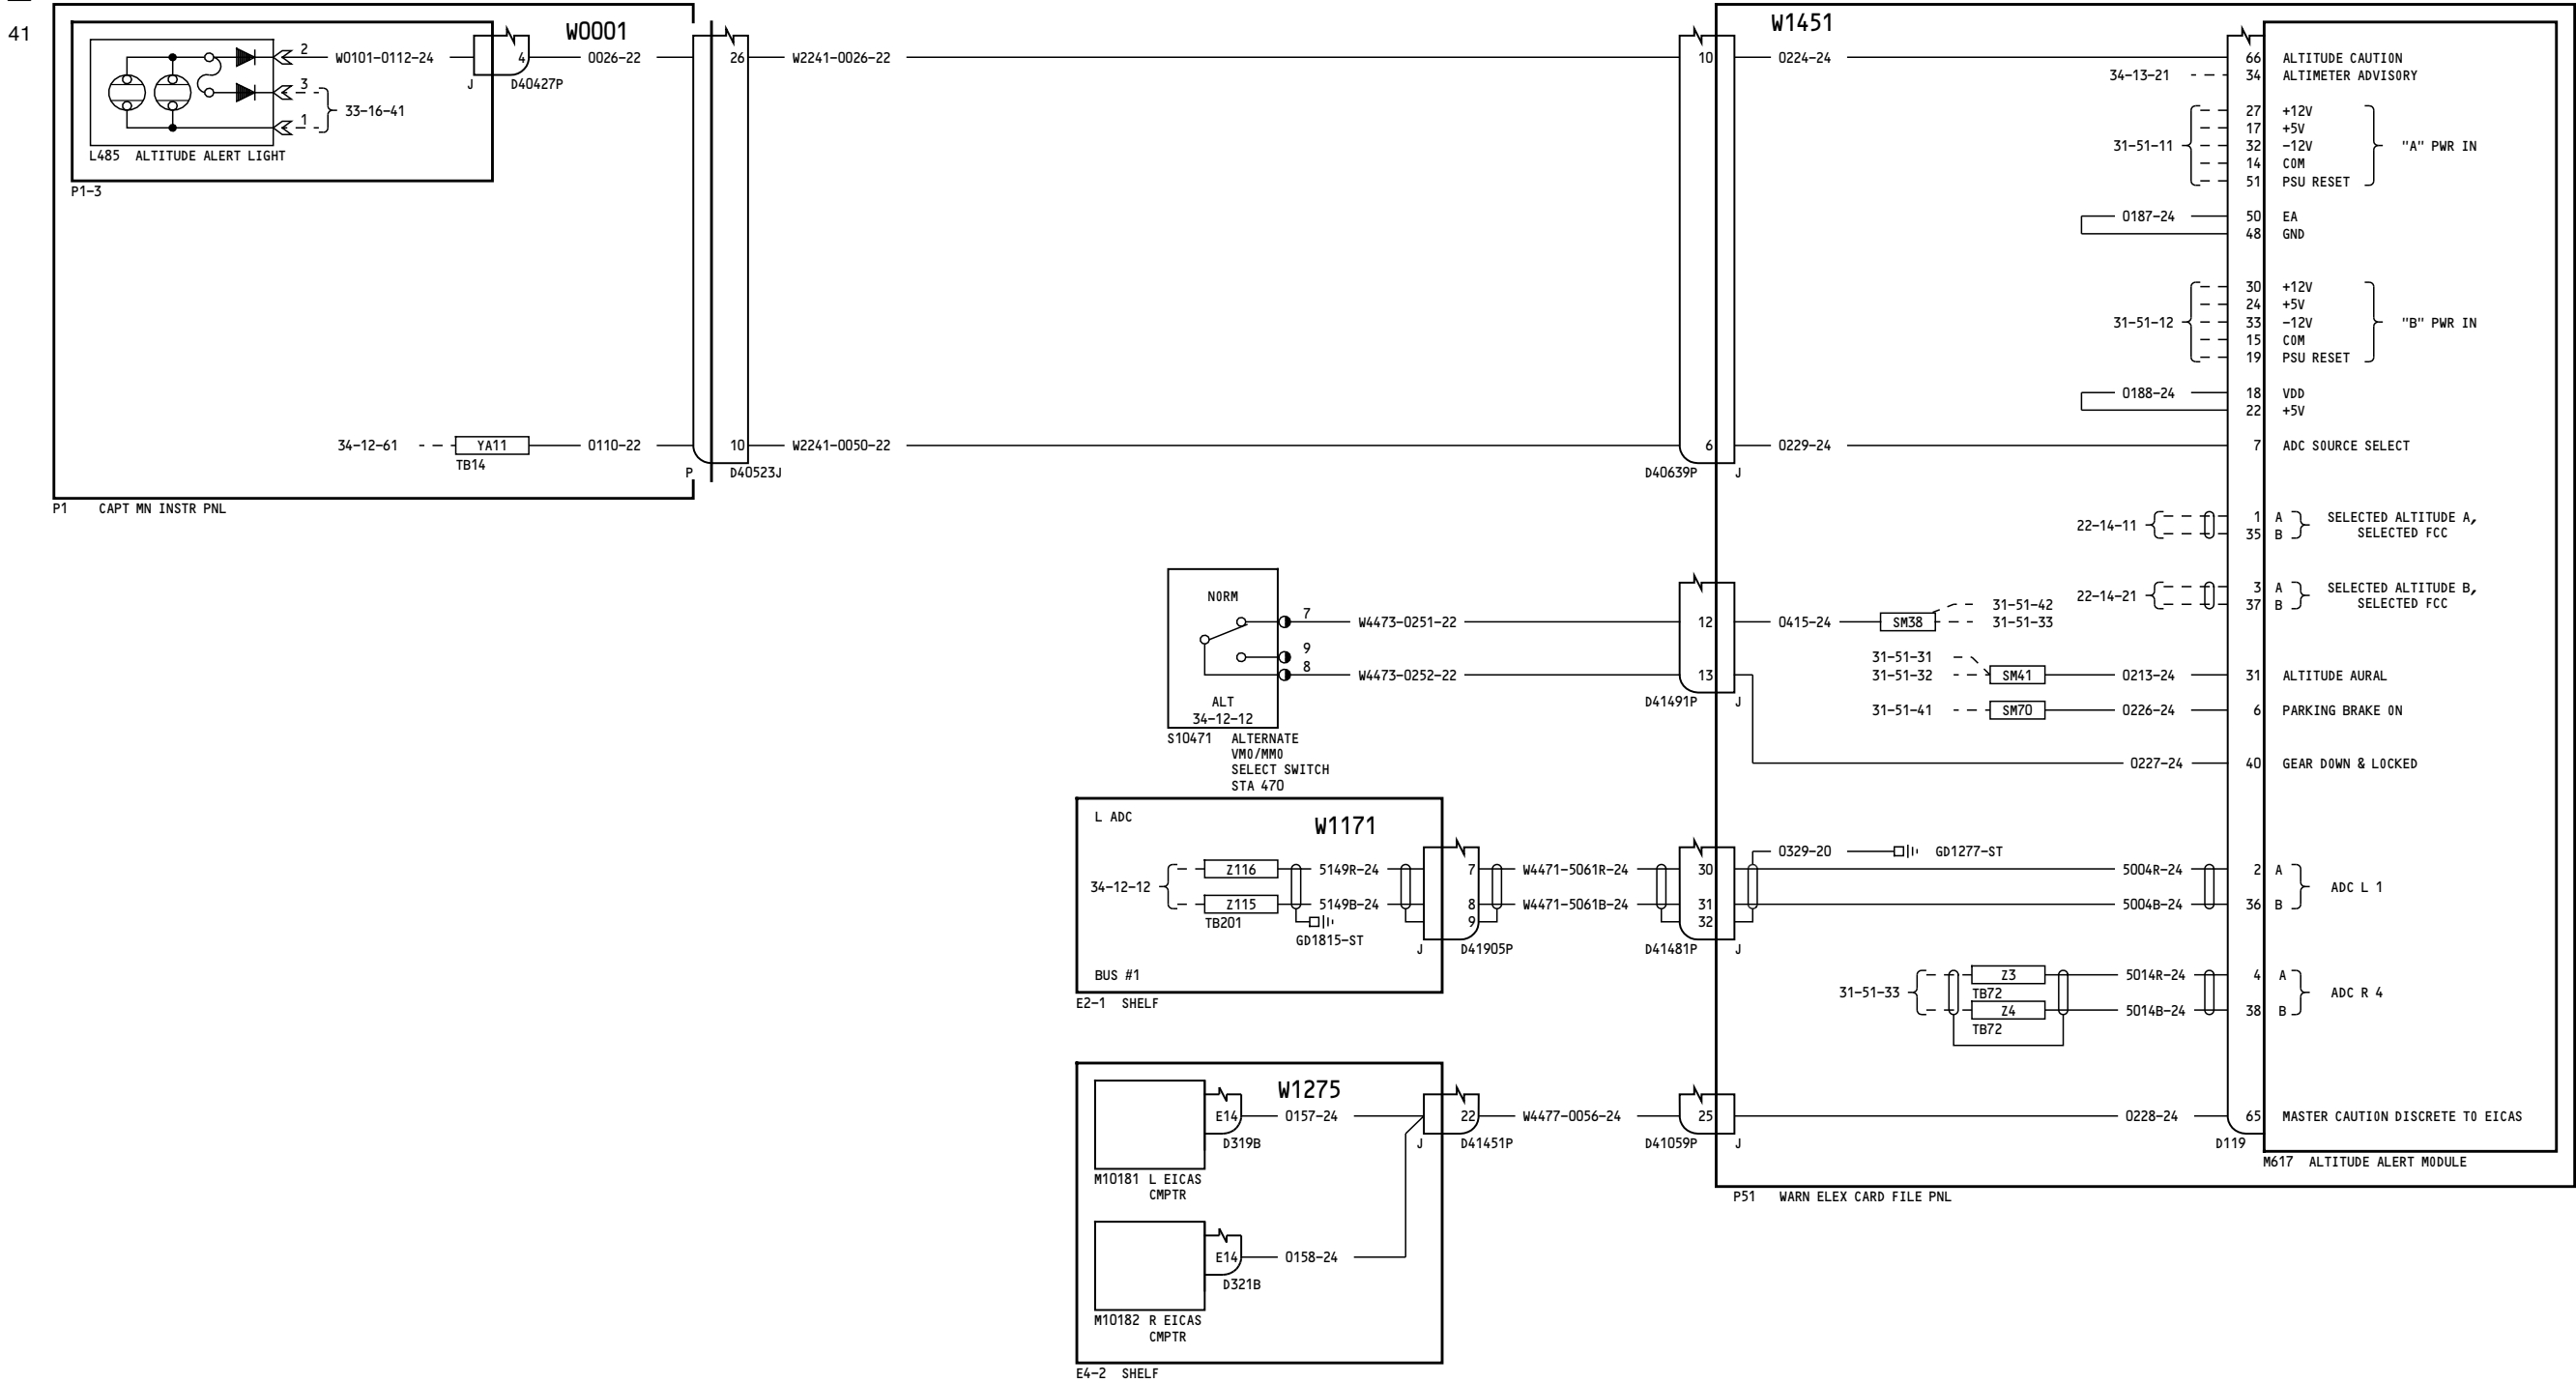 41
W0001
2
W0101-0112-24
4
0026-22
J
D40427P
3
33-16-41
1
L485 ALTITUDE ALERT LIGHT
P1-3
26
W2241-0026-22
34-12-61
YA11
TB14
0110-22
10
W2241-0050-22
P
D40523J
P1 CAPT MN INSTR PNL
W1451
10
0224-24
66 ALTITUDE CAUTION
34-13-21
34 ALTIMETER ADVISORY
27 +12V
17 +5V
31-51-11
32 -12V
"A" PWR IN
14 COM
51 PSU RESET
0187-24
50 EA
48 GND
30 +12V
24 +5V
31-51-12
33 -12V
"B" PWR IN
15 COM
19 PSU RESET
0188-24
18 VDD
22 +5V
6
0229-24
7 ADC SOURCE SELECT
D40639P
J
22-14-11
1 A
35 B
SELECTED ALTITUDE A,
SELECTED FCC
22-14-21
3 A
37 B
SELECTED ALTITUDE B,
SELECTED FCC
NORM
7
W4473-0251-22
12
0415-24
SM38
31-51-42
31-51-33
9
8
W4473-0252-22
13
D41491P
J
ALT
34-12-12
S10471 ALTERNATE
VMO/MMO
SELECT SWITCH
STA 470
31-51-31
31-51-32
SM41
0213-24
31 ALTITUDE AURAL
31-51-41
SM70
0226-24
6 PARKING BRAKE ON
0227-24
40 GEAR DOWN & LOCKED
L ADC
W1171
34-12-12
Z116
5149R-24
7
W4471-5061R-24
30
Z115
5149B-24
8
W4471-5061B-24
31
TB201
GD1815-ST
9
32
J
D41905P
D41481P
J
BUS #1
E2-1 SHELF
0329-20
GD1277-ST
5004R-24
2 A
ADC L 1
5004B-24
36 B
31-51-33
Z3
TB72
5014R-24
4 A
ADC R 4
Z4
TB72
5014B-24
38 B
W1275
E14
0157-24
D319B
22
W4477-0056-24
25
0228-24
65 MASTER CAUTION DISCRETE TO EICAS
J
D41451P
D41059P
J
D119
M617 ALTITUDE ALERT MODULE
P51 WARN ELEX CARD FILE PNL
M10181 L EICAS
CMPTR
E14
0158-24
D321B
M10182 R EICAS
CMPTR
E4-2 SHELF